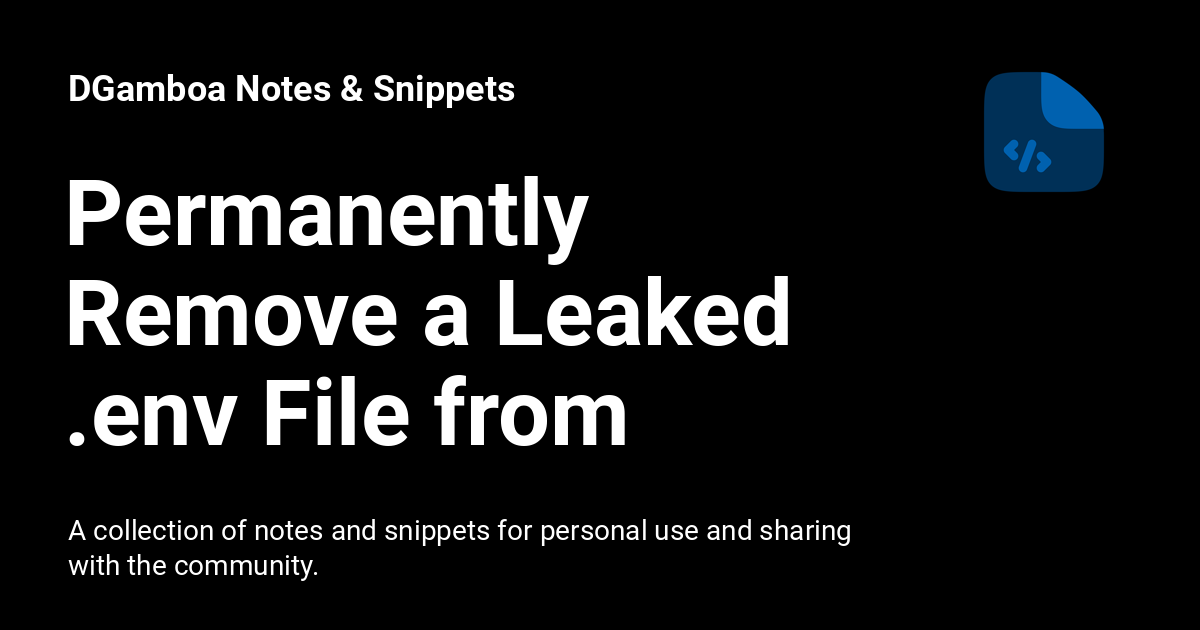 DGamboa Notes & Snippets
Permanently
Remove a Leaked
.env File from
A collection of notes and snippets for personal use and sharing
with the community.